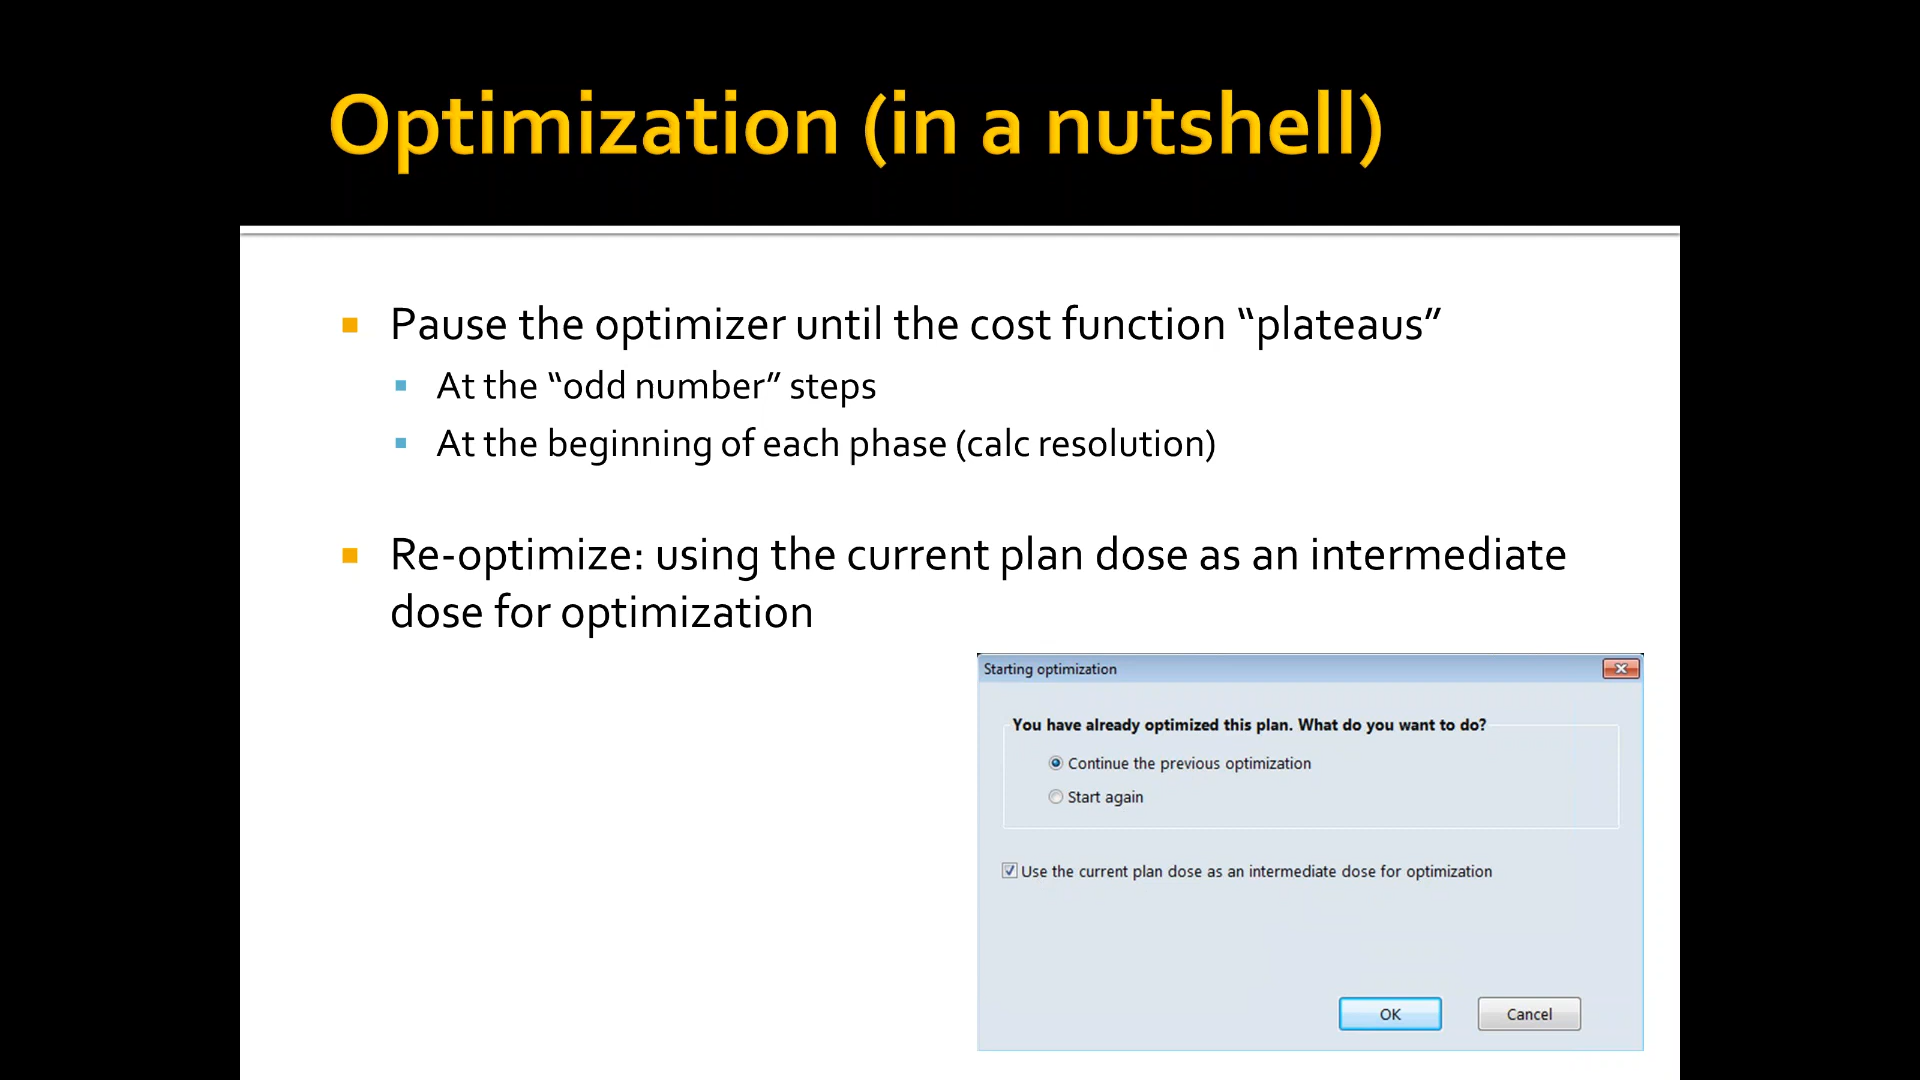 Optimization (in a nutshell)
Pause the optimizer until the cost function “plateaus”
At the “odd number” steps
At the beginning of each phase (calc resolution)
Re-optimize: using the current plan dose as an intermediate
dose for optimization
Starting optimization
You have already optimized this plan. What do you want to do?
Continue the previous optimization
Start again
Use the current plan dose as an intermediate dose for optimization
OK
Cancel